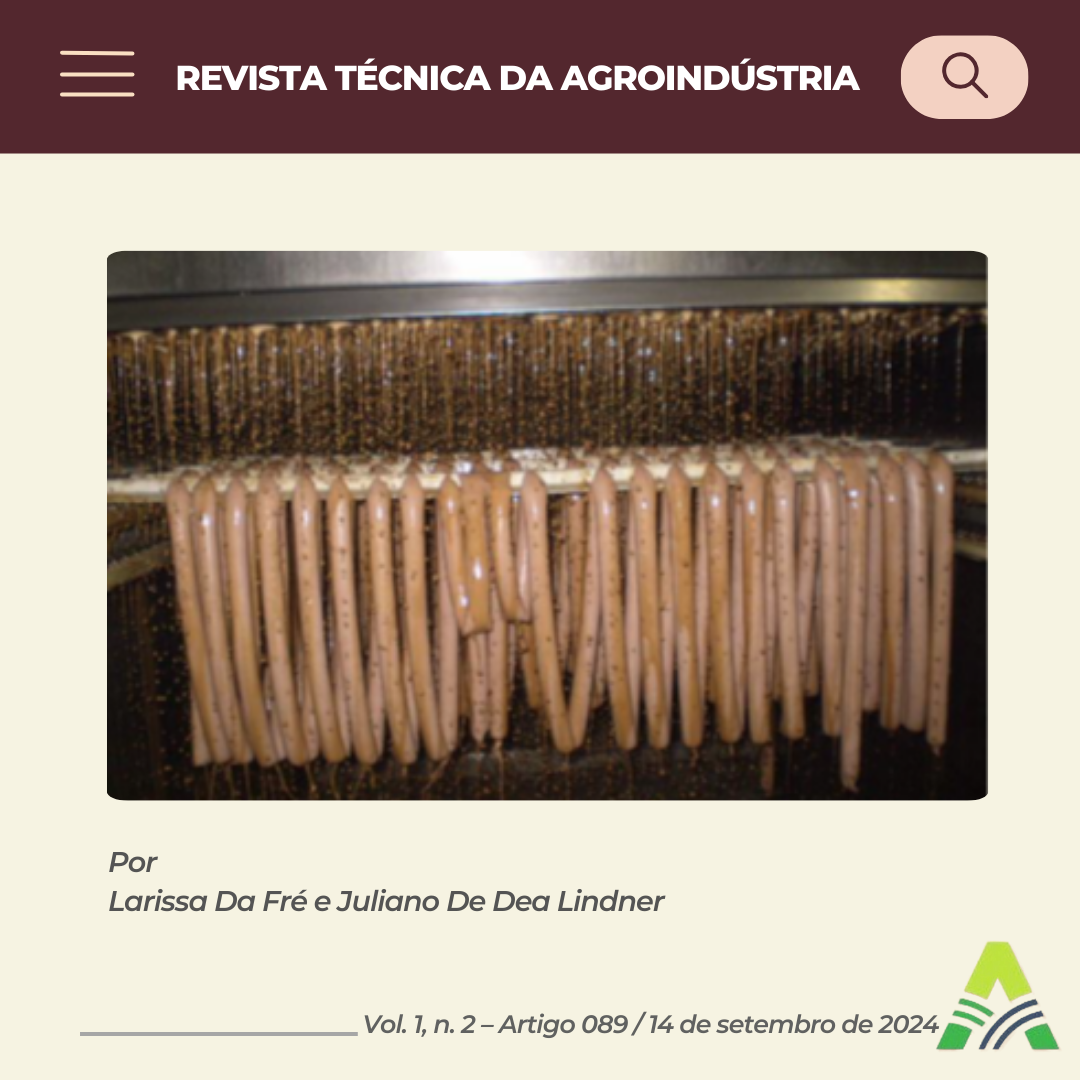 REVISTA TÉCNICA DA AGROINDÚSTRIA
Por
Larissa Da Fré e Juliano De Dea Lindner
Vol. 1, n. 2 – Artigo 089 / 14 de setembro de 2024